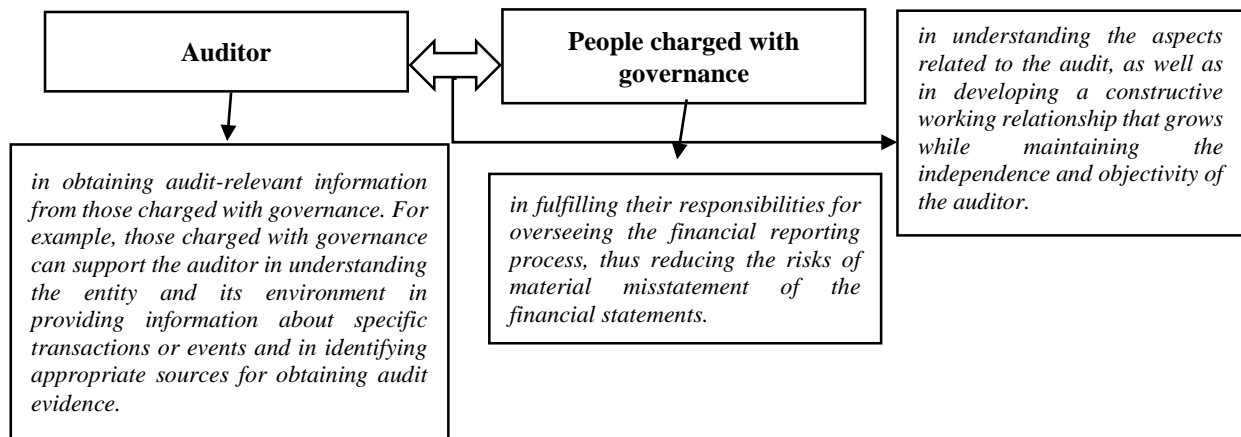 Auditor
People charged with
governance
in understanding the aspects
related to the audit, as well as
in developing a constructive
working relationship that grows
while maintaining the
independence and objectivity of
the auditor.
in obtaining audit-relevant information
from those charged with governance. For
example, those charged with governance
can support the auditor in understanding
the entity and its environment in
providing information about specific
transactions or events and in identifying
appropriate sources for obtaining audit
evidence.
in fulfilling their responsibilities for
overseeing the financial reporting
process, thus reducing the risks of
material misstatement of the
financial statements.